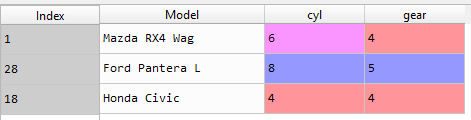 Index Model cyl gear
1 Mazda RX4 Wag 6 4
28 Ford Pantera L 8 5
18 Honda Civic 4 4